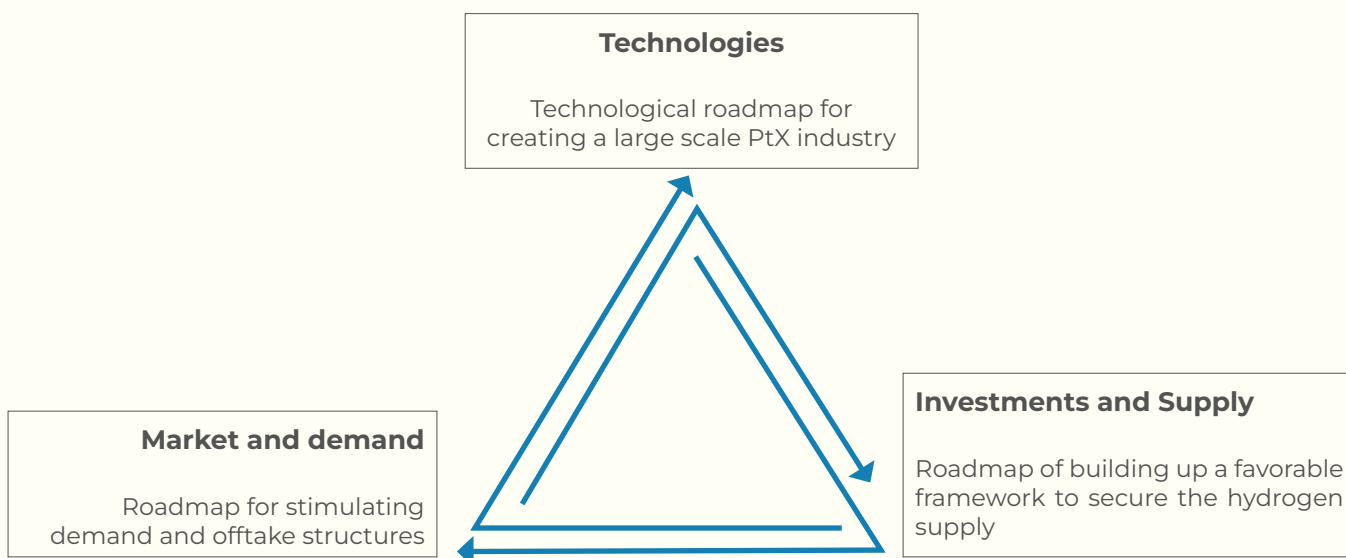 Technologies
Technological roadmap for
creating a large scale PtX industry
Market and demand
Roadmap for stimulating
demand and offtake structures
Investments and Supply
Roadmap of building up a favorable
framework to secure the hydrogen
supply